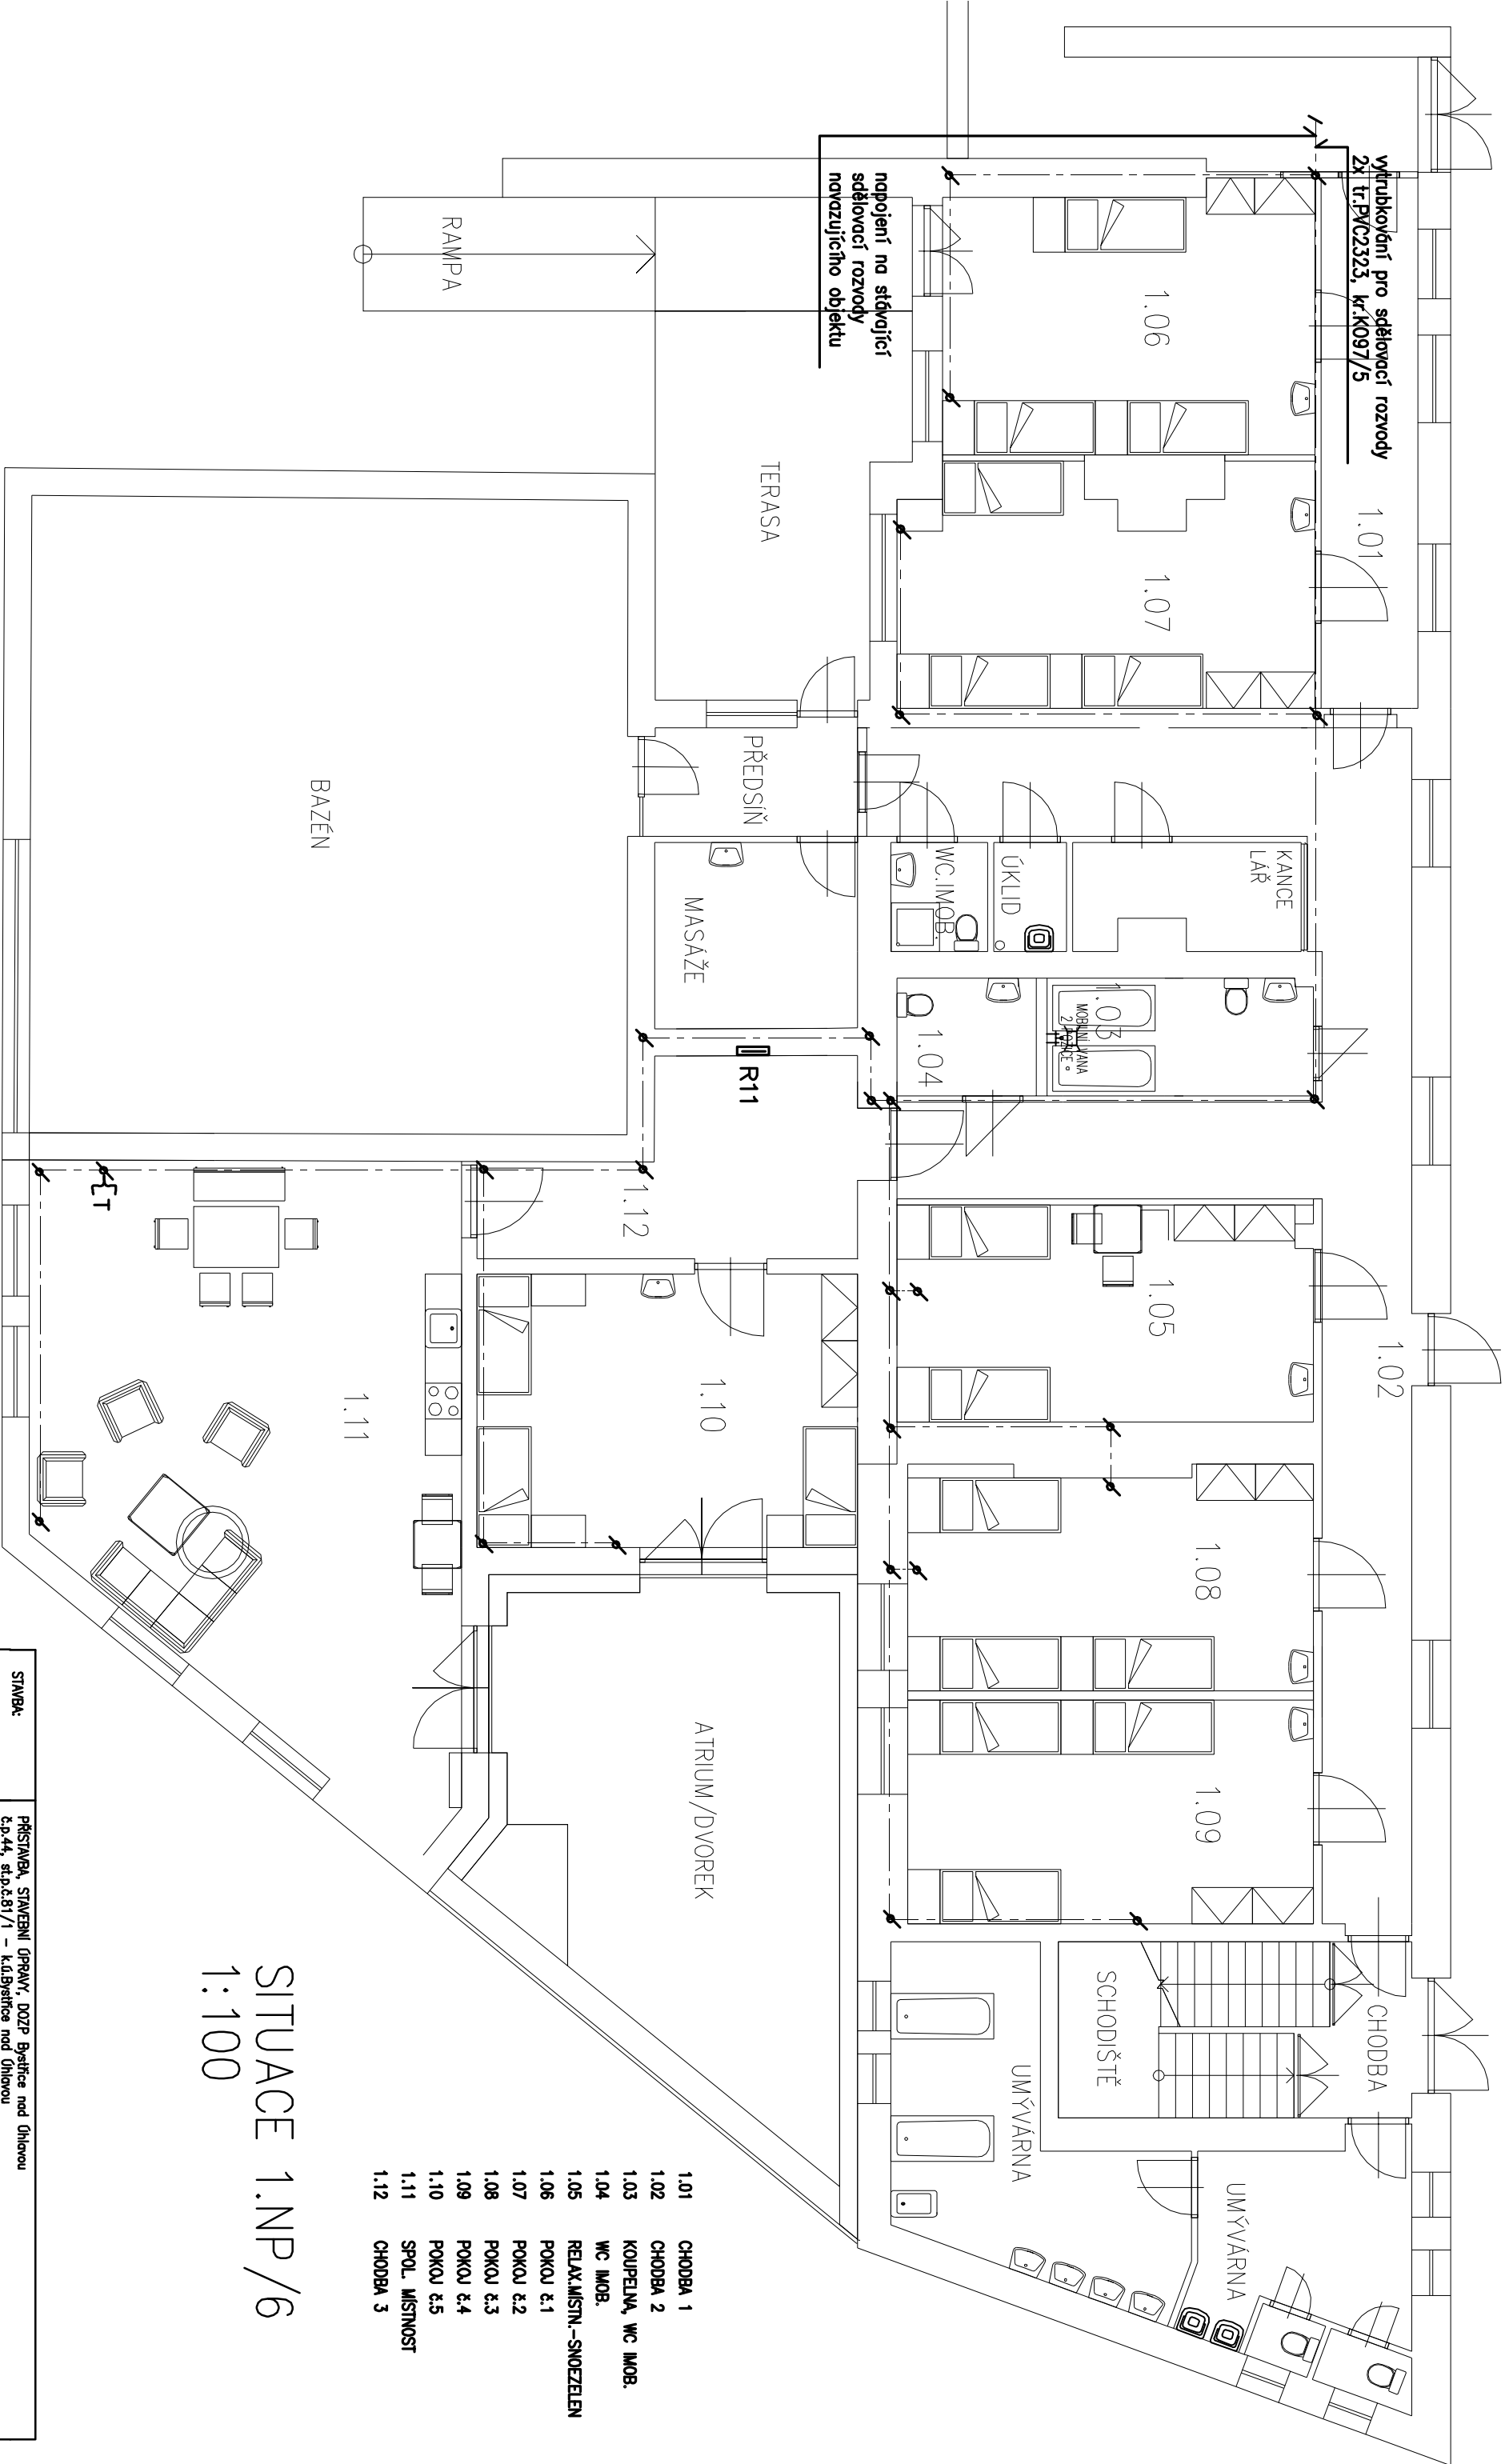 vytrubkování pro sdělovací rozvody
2x tr.PVC2323, kr.KO97/5
napojení na stávající
sdělovací rozvody
navazujícího objektu
RAMPA
1.06
1.01
TERASA
1.07
PŘEDSÍŇ
BAZÉN
KANCE
LÁŘ
ÚKLID
WC.IMOB.
MASÁŽE
1.03
MOBILNÍ VANA
2 POZICE
1.04
R11
T
1.12
1.05
1.02
1.10
1.11
1.08
1.09
ATRIUM/DVOREK
CHODBA
SCHODIŠTĚ
UMÝVÁRNA
UMÝVÁRNA
1.01 CHODBA 1
1.02 CHODBA 2
1.03 KOUPELNA, WC IMOB.
1.04 WC IMOB.
1.05 RELAX.MISTN.-SNOEZELEN
1.06 POKOJ č.1
1.07 POKOJ č.2
1.08 POKOJ č.3
1.09 POKOJ č.4
1.10 POKOJ č.5
1.11 SPOL. MÍSTNOST
1.12 CHODBA 3
SITUACE 1.NP/6
1:100
STAVBA:
PŘÍSTAVBA, STAVEBNÍ ÚPRAVY, DOZP Bystřice nad Úhlavou
č.p.44, st.p.č.81/1 - k.ú.Bystřice nad Úhlavou